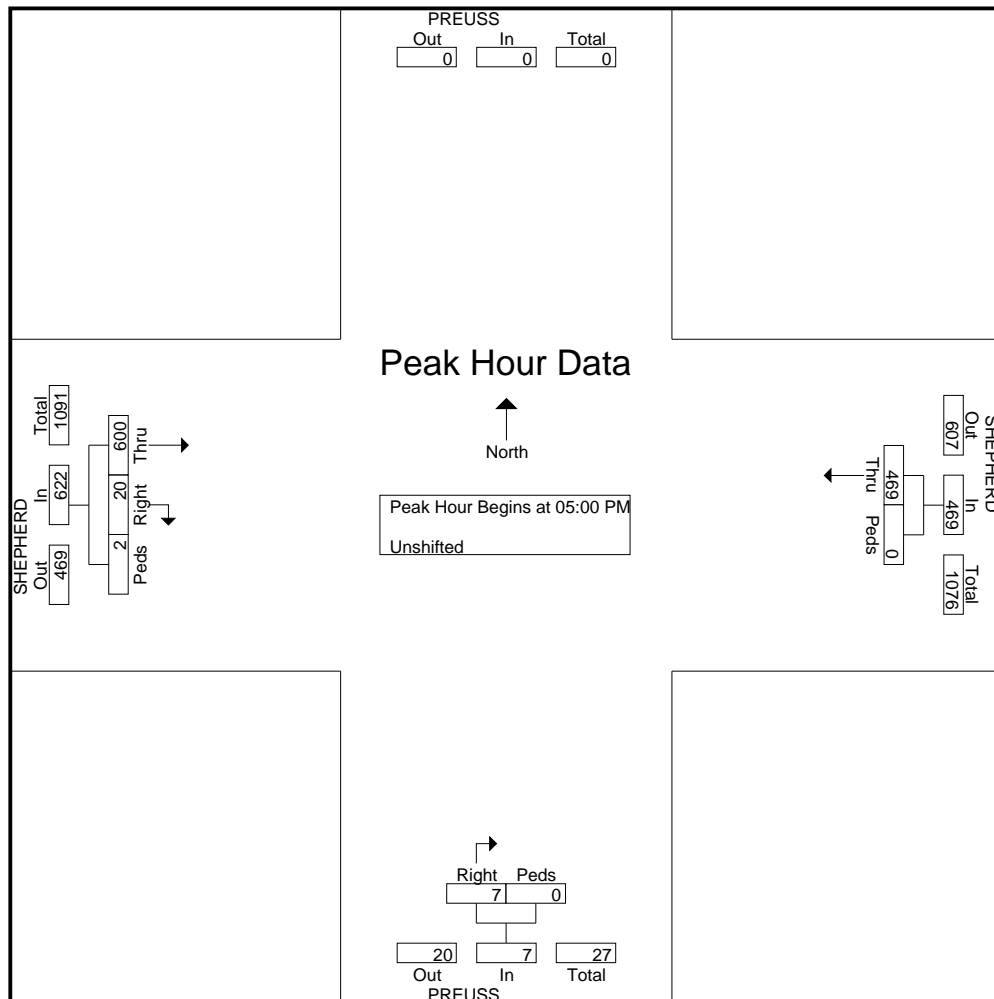 PREUSS
Out In Total
0 0 0
Peak Hour Data
North
Peak Hour Begins at 05:00 PM
Unshifted
SHEPHERD
Out In Total
469 622 1091
Peds Right Thru
2 20 600
SHEPHERD
Out In Total
607 469 1076
Thru Peds
469 0
Right Peds
7 0
20 7 27
Out In Total
PREUSS